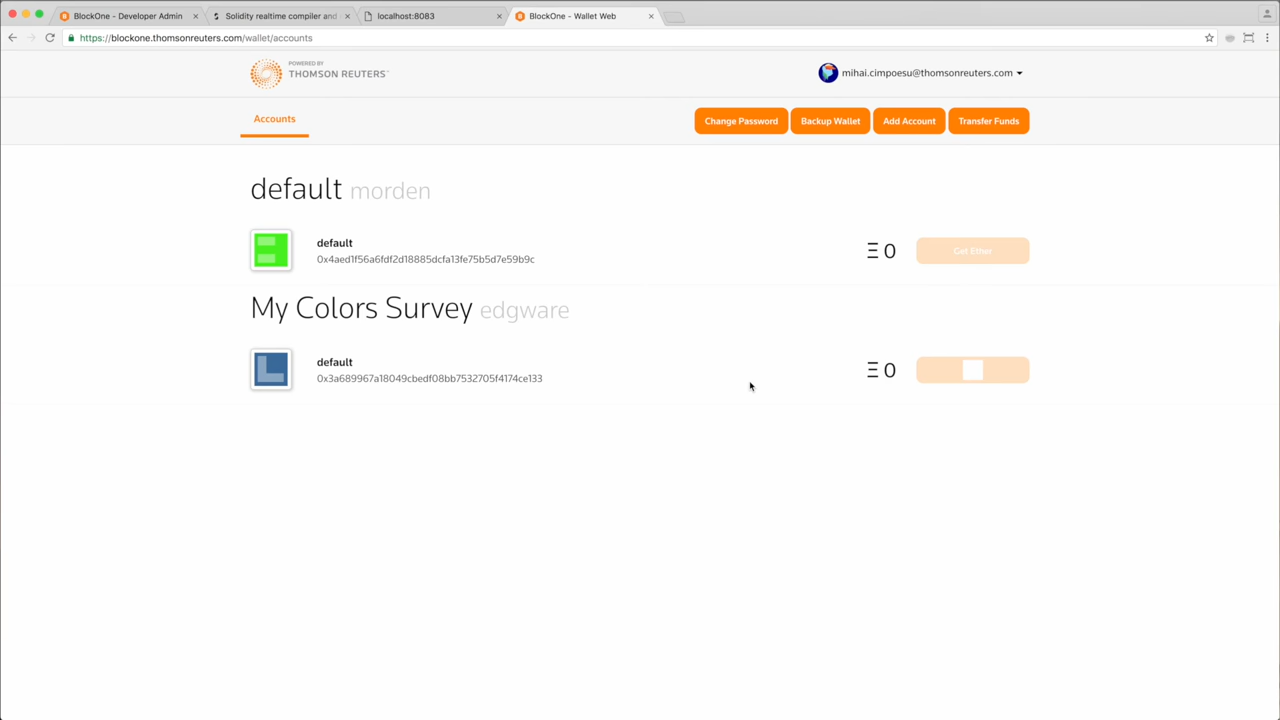 BlockOne - Developer Admin
Solidity realtime compiler and
localhost:8083
BlockOne - Wallet Web
https://blockone.thomsonreuters.com/wallet/accounts
POWERED BY
THOMSON REUTERS
mihai.cimpoesu@thomsonreuters.com
Accounts
Change Password
Backup Wallet
Add Account
Transfer Funds
default morden
default
0x4aed1f56a6fdf2d18885dcfa13fe75b5d7e59b9c
Ξ 0
Get Ether
My Colors Survey edgware
default
0x3a689967a18049cbedf08bb7532705f4174ce133
Ξ 0